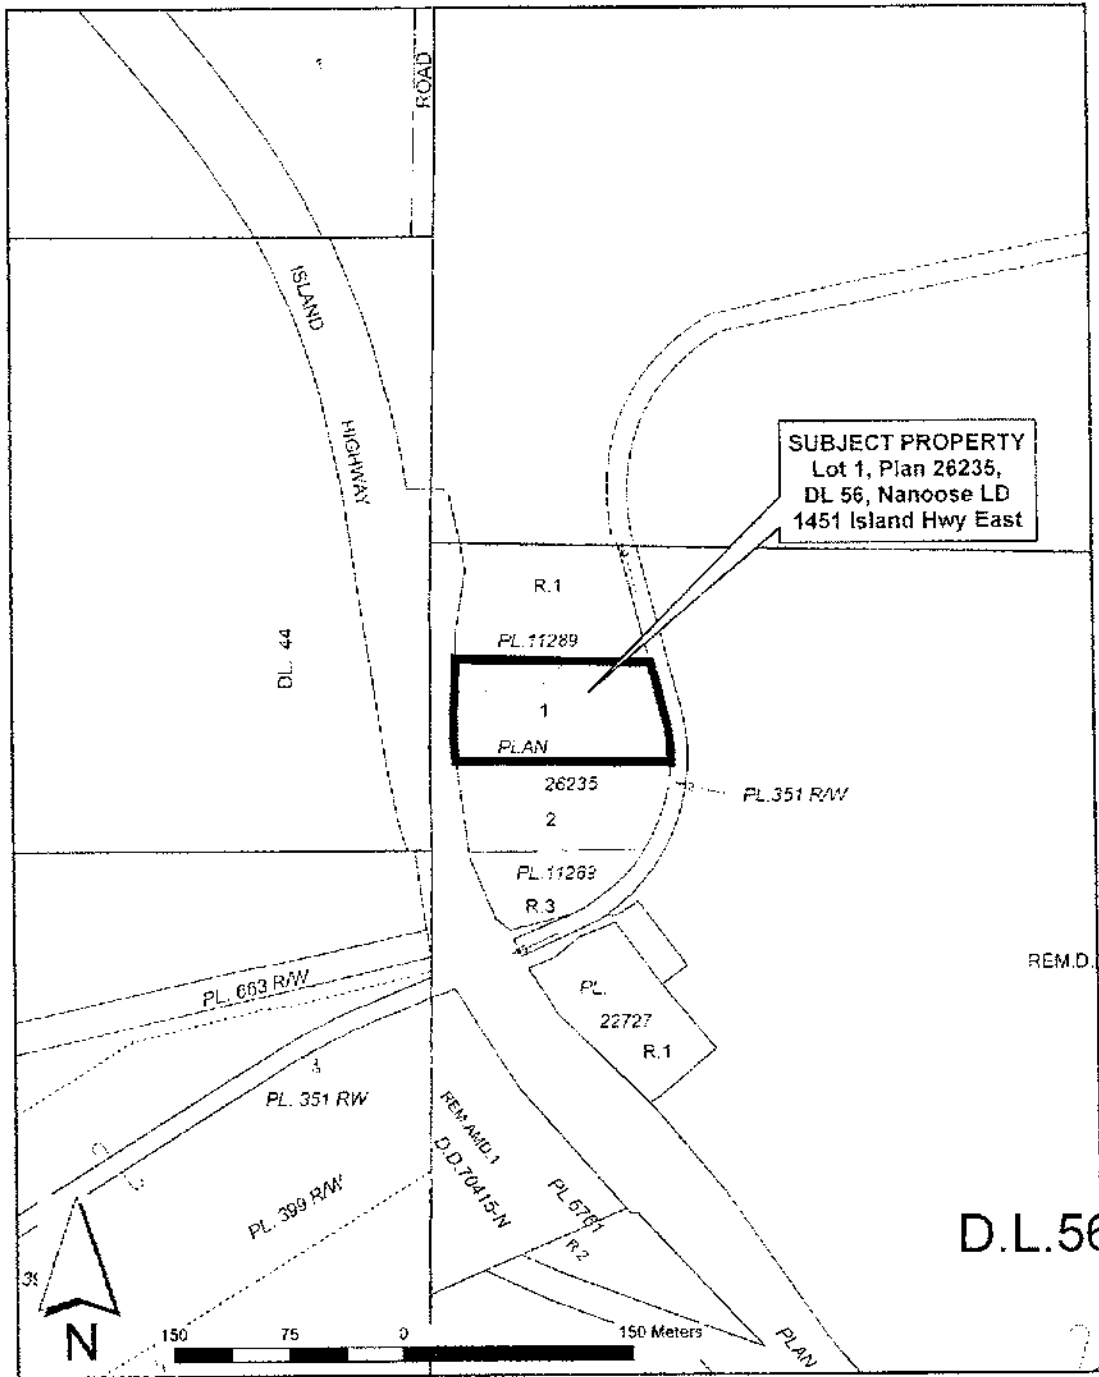 1
ROAD
ISLAND
HIGHWAY
SUBJECT PROPERTY
Lot 1, Plan 26235,
DL 56, Nanoose LD
1451 Island Hwy East
R.1
PL.11289
DL. 44
1
PLAN
26235
PL.351 R/W
2
PL.11289
R.3
REM.D.
PL. 663 R/W
PL.
22727
R.1
PL. 351 RW
REM.AMD.1
D.D.70415-N
PL.6761
R.2
PL. 399 R/W
D.L.56
39
N
150
75
0
150 Meters
PLAN